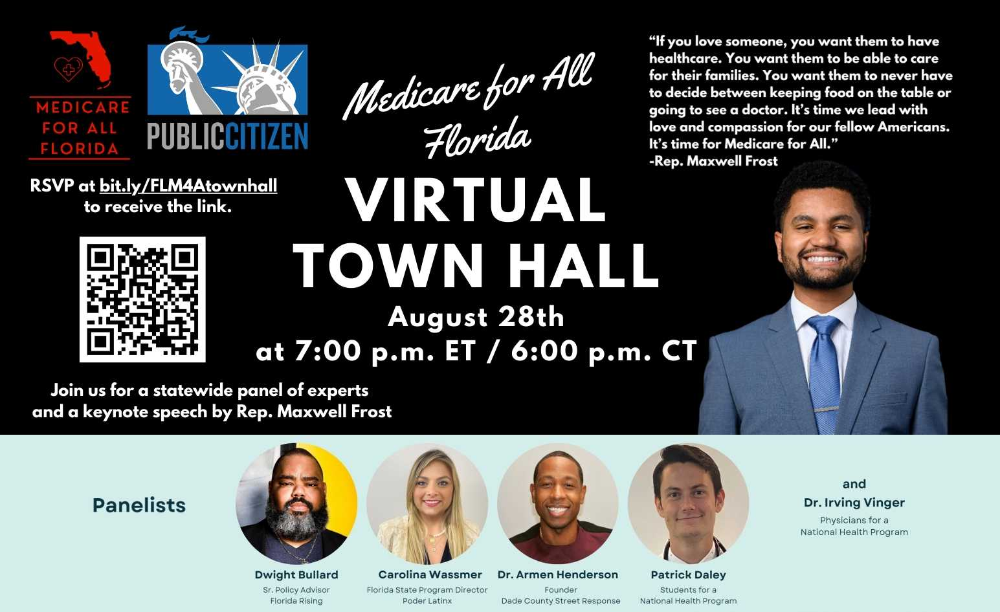 MEDICARE
FOR ALL
FLORIDA
PUBLICCITIZEN
RSVP at bit.ly/FLM4Atownhall
to receive the link.
Medicare for All
Florida
VIRTUAL
TOWN HALL
August 28th
at 7:00 p.m. ET / 6:00 p.m. CT
“If you love someone, you want them to have
healthcare. You want them to be able to care
for their families. You want them to never have
to decide between keeping food on the table or
going to see a doctor. It’s time we lead with
love and compassion for our fellow Americans.
It’s time for Medicare for All.”
-Rep. Maxwell Frost
Join us for a statewide panel of experts
and a keynote speech by Rep. Maxwell Frost
Panelists
Dwight Bullard
Sr. Policy Advisor
Florida Rising
Carolina Wassmer
Florida State Program Director
Poder Latinx
Dr. Armen Henderson
Founder
Dade County Street Response
Patrick Daley
Students for a
National Health Program
and
Dr. Irving Vinger
Physicians for a
National Health Program